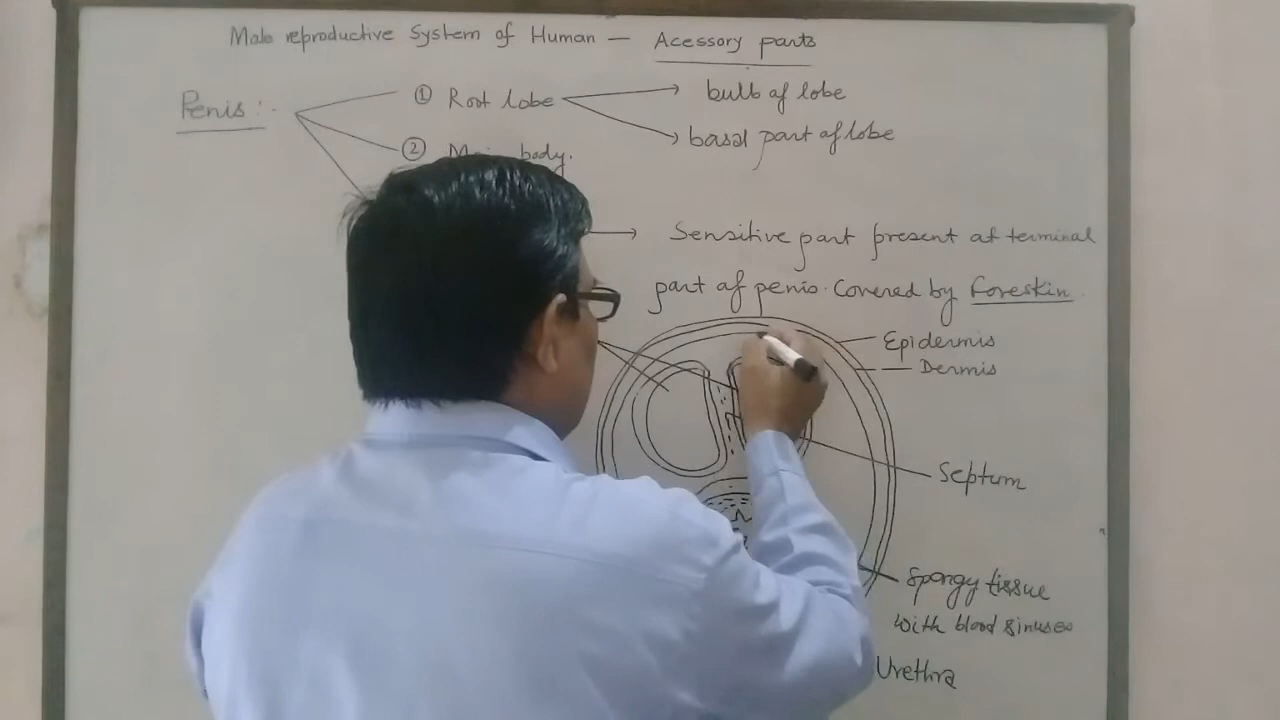 Male reproductive System of Human — Acessory parts
Penis :- ① Root lobe → bulb of lobe
→ basal part of lobe
② Main body.
→ Sensitive part present at terminal
part of penis. Covered by Foreskin.
Epidermis
Dermis
Septum
Spongy tissue
with blood sinuses
Urethra